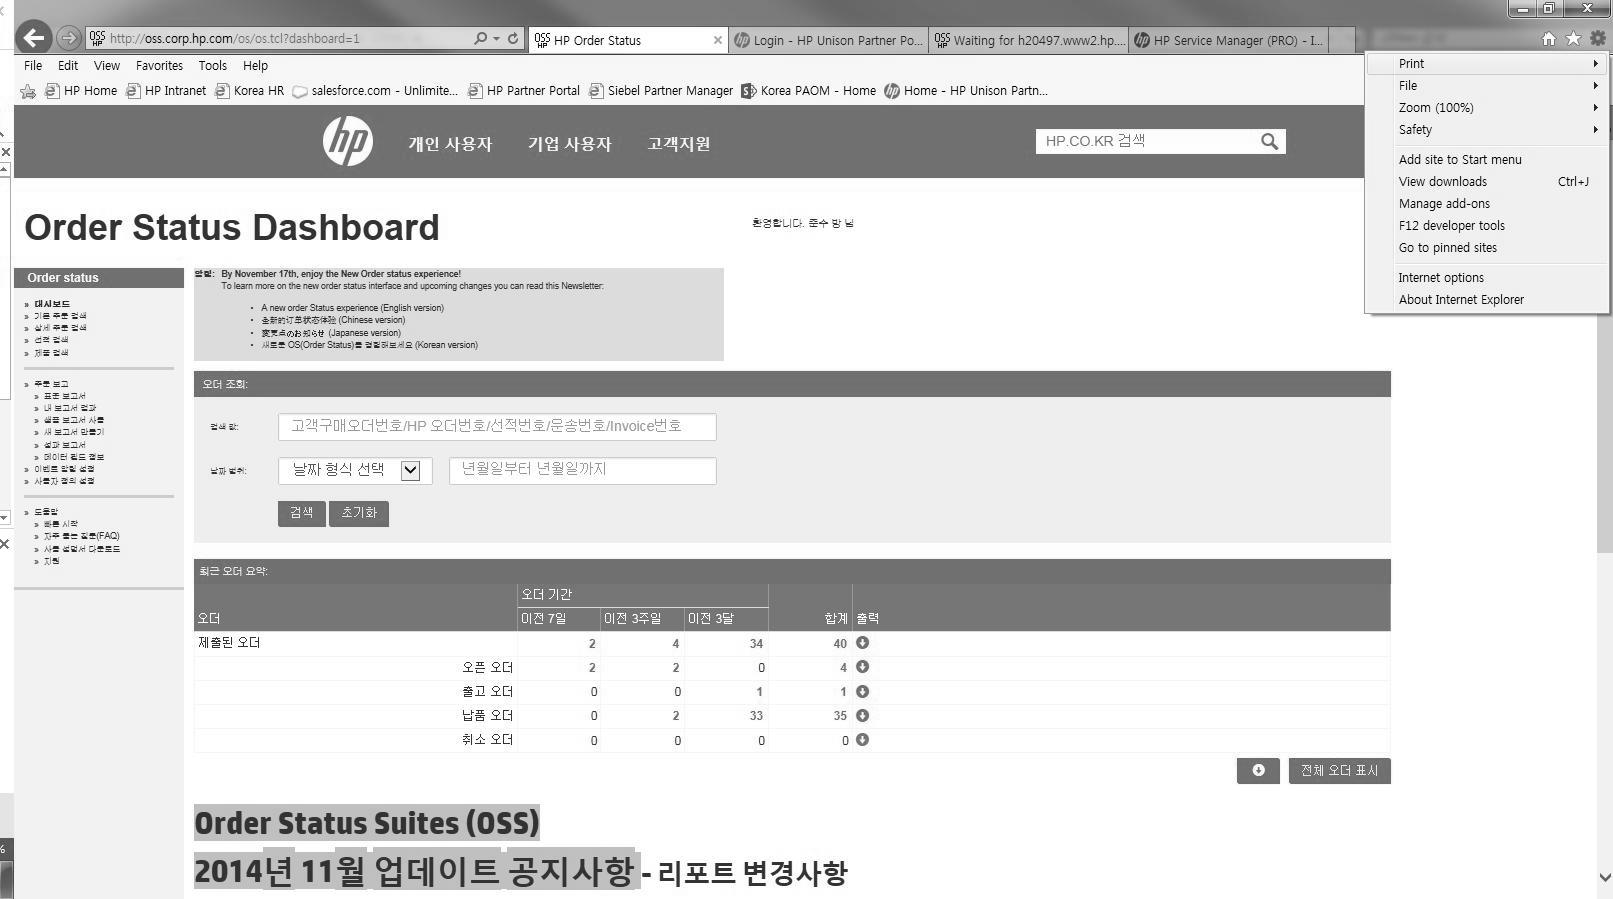 http://oss.corp.hp.com/os/os.tcl?dashboard=1
HP Order Status
Login - HP Unison Partner Po...
Waiting for h20497.www2.hp....
HP Service Manager (PRO) - I...
File Edit View Favorites Tools Help
HP Home HP Intranet Korea HR salesforce.com - Unlimite... HP Partner Portal Siebel Partner Manager Korea PAOM - Home Home - HP Unison Partn...
Print
File
Zoom (100%)
Safety
Add site to Start menu
View downloads Ctrl+J
Manage add-ons
F12 developer tools
Go to pinned sites
Internet options
About Internet Explorer
hp 개인 사용자 기업 사용자 고객지원 HP.CO.KR 검색
Order Status Dashboard
환영합니다. 준수 방 님
Order status
» 대시보드
» 기본 주문 검색
» 상세 주문 검색
» 선적 검색
» 제품 검색
» 주문 보고
» 표준 보고서
» 내 보고서 결과
» 샘플 보고서 사용
» 새 보고서 만들기
» 성과 보고서
» 데이터 필드 정보
» 이벤트 알림 설정
» 사용자 정의 설정
» 도움말
» 빠른 시작
» 자주 묻는 질문(FAQ)
» 사용 설명서 다운로드
» 지원
알림: By November 17th, enjoy the New Order status experience!
To learn more on the new order status interface and upcoming changes you can read this Newsletter:
• A new order Status experience (English version)
• 全新的订单状态体验 (Chinese version)
• 変更点のお知らせ (Japanese version)
• 새로운 OS(Order Status)를 경험해보세요 (Korean version)
오더 조회:
검색 값: 고객구매오더번호/HP 오더번호/선적번호/운송번호/Invoice번호
날짜 범위: 날짜 형식 선택 년월일부터 년월일까지
검색 초기화
최근 오더 요약:
오더 기간
오더 이전 7일 이전 3주일 이전 3달 합계 출력
제출된 오더 2 4 34 40
오픈 오더 2 2 0 4
출고 오더 0 0 1 1
납품 오더 0 2 33 35
취소 오더 0 0 0 0
전체 오더 표시
Order Status Suites (OSS)
2014년 11월 업데이트 공지사항 - 리포트 변경사항